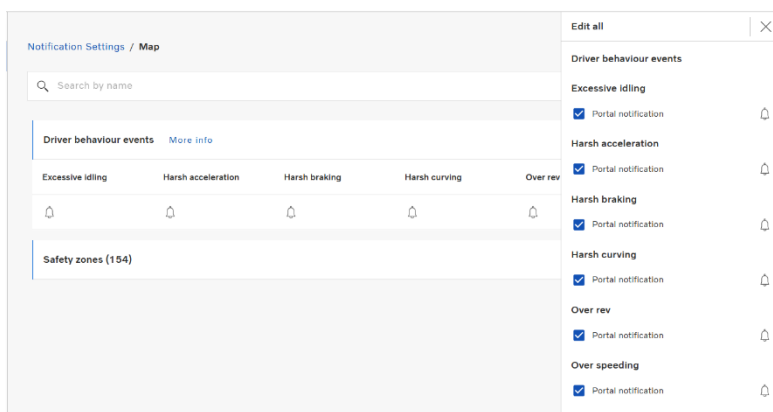 Notification Settings / Map
Search by name
Driver behaviour events More info
Excessive idling Harsh acceleration Harsh braking Harsh curving Over rev
Safety zones (154)
Edit all
Driver behaviour events
Excessive idling
Portal notification
Harsh acceleration
Portal notification
Harsh braking
Portal notification
Harsh curving
Portal notification
Over rev
Portal notification
Over speeding
Portal notification